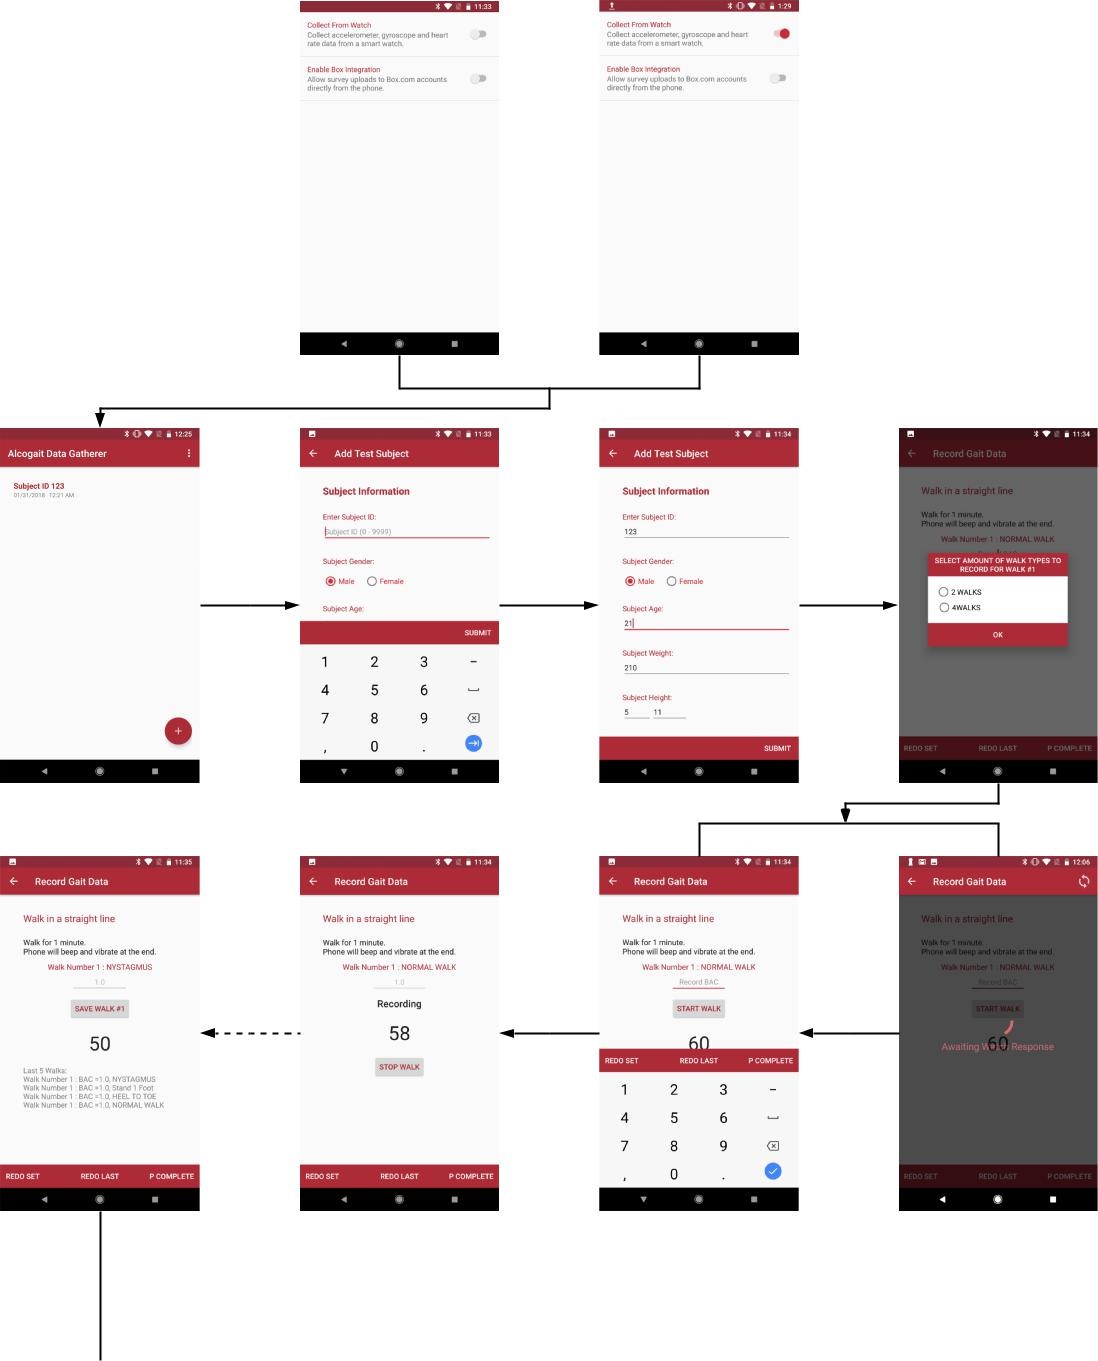 11:33
Collect From Watch
Collect accelerometer, gyroscope and heart
rate data from a smart watch.
Enable Box Integration
Allow survey uploads to Box.com accounts
directly from the phone.
1:29
Collect From Watch
Collect accelerometer, gyroscope and heart
rate data from a smart watch.
Enable Box Integration
Allow survey uploads to Box.com accounts
directly from the phone.
12:25
Alcogait Data Gatherer
Subject ID 123
01/31/2018 12:21 AM
+
11:33
Add Test Subject
Subject Information
Enter Subject ID:
Subject ID (0 - 9999)
Subject Gender:
Male Female
Subject Age:
SUBMIT
1 2 3 –
4 5 6
7 8 9
, 0 .
11:34
Add Test Subject
Subject Information
Enter Subject ID:
123
Subject Gender:
Male Female
Subject Age:
21
Subject Weight:
210
Subject Height:
5 11
SUBMIT
11:34
Record Gait Data
Walk in a straight line
Walk for 1 minute.
Phone will beep and vibrate at the end.
Walk Number 1 : NORMAL WALK
SELECT AMOUNT OF WALK TYPES TO
RECORD FOR WALK #1
2 WALKS
4WALKS
OK
REDO SET REDO LAST P COMPLETE
11:35
Record Gait Data
Walk in a straight line
Walk for 1 minute.
Phone will beep and vibrate at the end.
Walk Number 1 : NYSTAGMUS
1.0
SAVE WALK #1
50
Last 5 Walks:
Walk Number 1 : BAC =1.0, NYSTAGMUS
Walk Number 1 : BAC =1.0, Stand 1 Foot
Walk Number 1 : BAC =1.0, HEEL TO TOE
Walk Number 1 : BAC =1.0, NORMAL WALK
REDO SET REDO LAST P COMPLETE
11:34
Record Gait Data
Walk in a straight line
Walk for 1 minute.
Phone will beep and vibrate at the end.
Walk Number 1 : NORMAL WALK
1.0
Recording
58
STOP WALK
REDO SET REDO LAST P COMPLETE
11:34
Record Gait Data
Walk in a straight line
Walk for 1 minute.
Phone will beep and vibrate at the end.
Walk Number 1 : NORMAL WALK
Record BAC
START WALK
60
REDO SET REDO LAST P COMPLETE
1 2 3 –
4 5 6
7 8 9
, 0 .
12:06
Record Gait Data
Walk in a straight line
Walk for 1 minute.
Phone will beep and vibrate at the end.
Walk Number 1 : NORMAL WALK
Record BAC
START WALK
60
Awaiting Response
REDO SET REDO LAST P COMPLETE